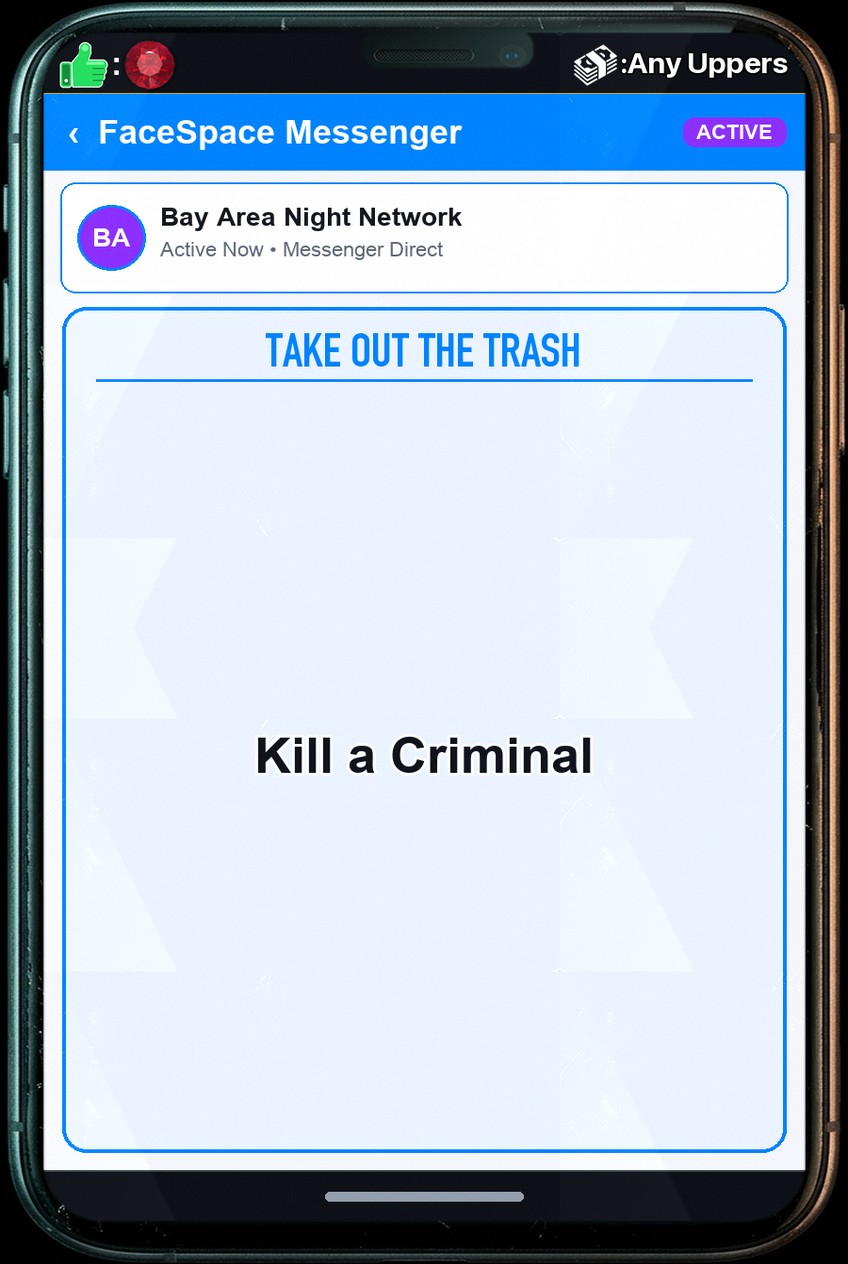 : :Any Uppers
‹ FaceSpace Messenger ACTIVE
BA Bay Area Night Network
Active Now • Messenger Direct
TAKE OUT THE TRASH
Kill a Criminal